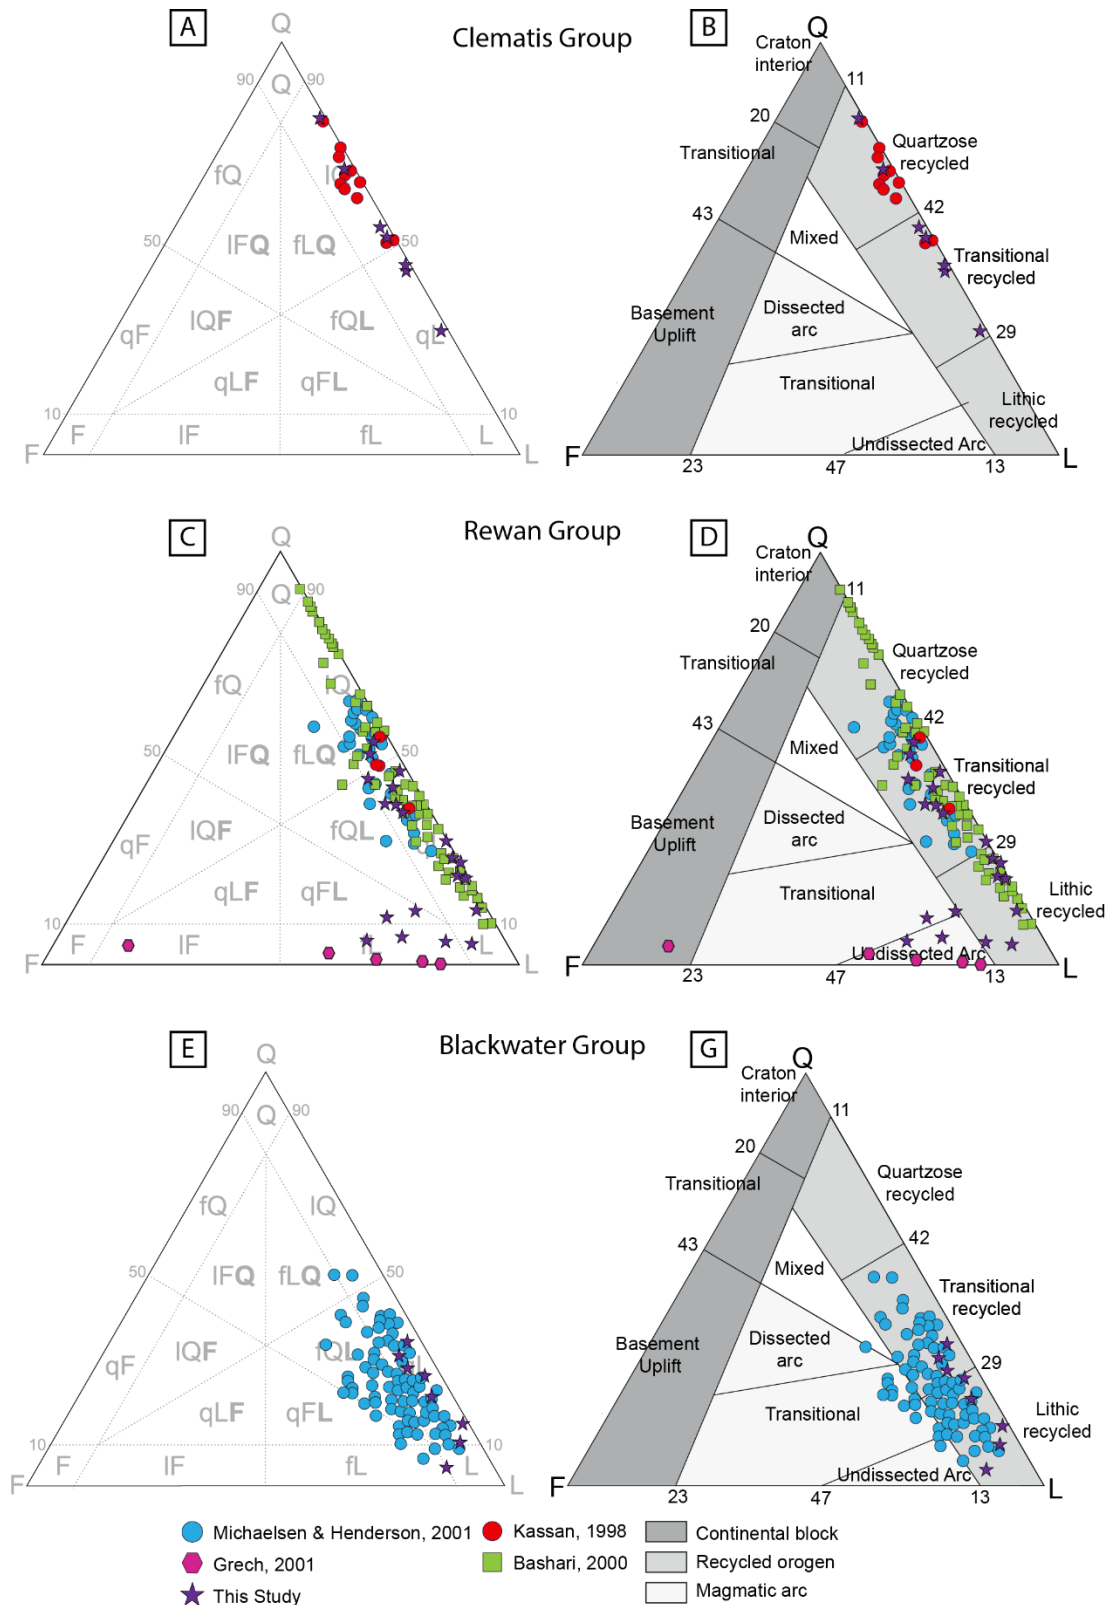 A
Clematis Group
B
Q
90
Q
90
fQ
lQ
50
lFQ
fLQ
50
lQF
fQL
qF
qL
qLF
qFL
10
F
lF
fL
L
10
F
L
Q
Craton
interior
11
20
Transitional
Quartzose
recycled
43
42
Mixed
Transitional
recycled
Basement
Uplift
Dissected
arc
29
Transitional
Lithic
recycled
Undissected Arc
F
23
47
13
L
C
Rewan Group
D
Q
90
Q
90
fQ
lQ
50
lFQ
fLQ
50
lQF
fQL
qF
qLF
qFL
10
F
lF
L
10
F
L
Q
Craton
interior
11
20
Transitional
Quartzose
recycled
43
42
Mixed
Transitional
recycled
Basement
Uplift
Dissected
arc
29
Transitional
Lithic
recycled
Undissected Arc
F
23
47
13
L
E
Blackwater Group
G
Q
90
Q
90
fQ
lQ
50
lFQ
fLQ
50
lQF
fQL
qF
qLF
qFL
10
F
lF
fL
L
10
F
L
Q
Craton
interior
11
20
Transitional
Quartzose
recycled
43
42
Mixed
Transitional
recycled
Basement
Uplift
Dissected
arc
29
Transitional
Lithic
recycled
Undissected Arc
F
23
47
13
L
Michaelsen & Henderson, 2001
Kassan, 1998
Continental block
Grech, 2001
Bashari, 2000
Recycled orogen
This Study
Magmatic arc